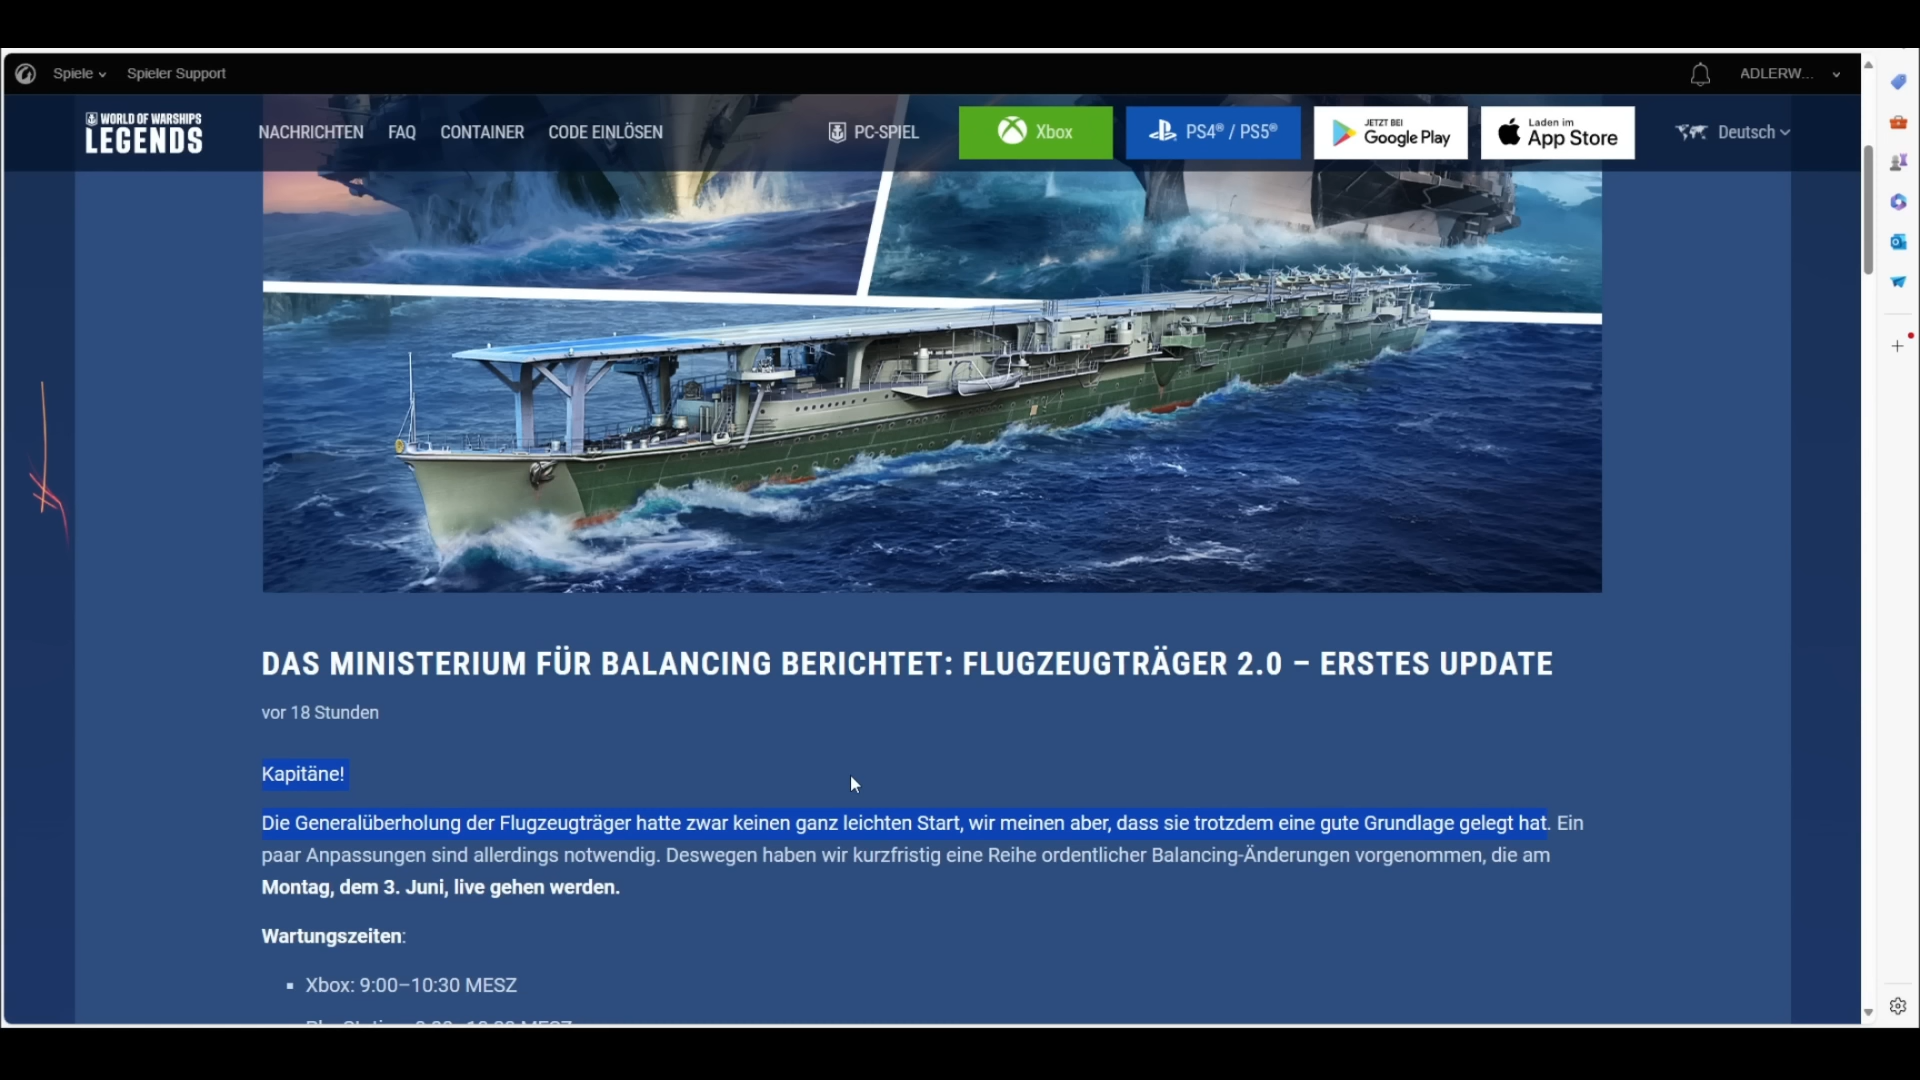 Spiele
Spieler Support
ADLERW...
WORLD OF WARSHIPS
LEGENDS
NACHRICHTEN
FAQ
CONTAINER
CODE EINLÖSEN
PC-SPIEL
Xbox
PS4® / PS5®
JETZT BEI
Google Play
Laden im
App Store
Deutsch
DAS MINISTERIUM FÜR BALANCING BERICHTET: FLUGZEUGTRÄGER 2.0 – ERSTES UPDATE
vor 18 Stunden
Kapitäne!
Die Generalüberholung der Flugzeugträger hatte zwar keinen ganz leichten Start, wir meinen aber, dass sie trotzdem eine gute Grundlage gelegt hat. Ein
paar Anpassungen sind allerdings notwendig. Deswegen haben wir kurzfristig eine Reihe ordentlicher Balancing-Änderungen vorgenommen, die am
Montag, dem 3. Juni, live gehen werden.
Wartungszeiten:
▪ Xbox: 9:00–10:30 MESZ